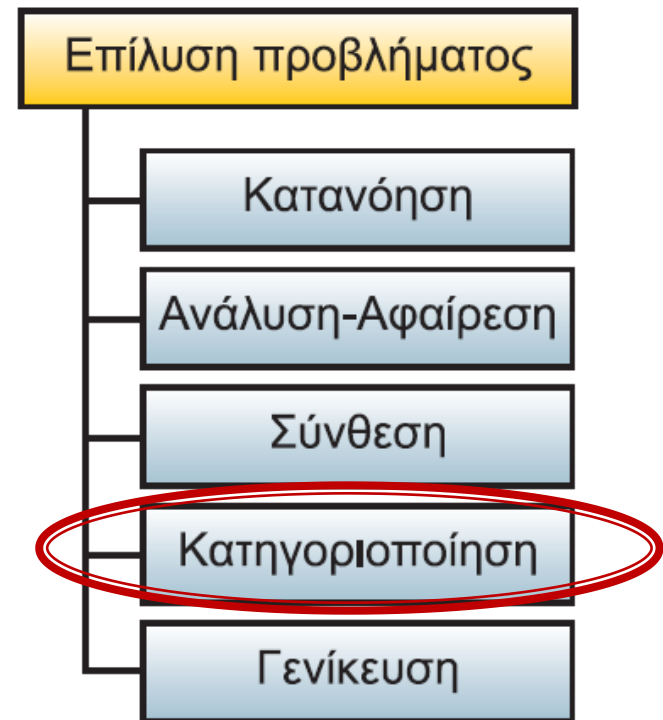 Επίλυση προβλήματος
Κατανόηση
Ανάλυση-Αφαίρεση
Σύνθεση
Κατηγοριοποίηση
Γενίκευση